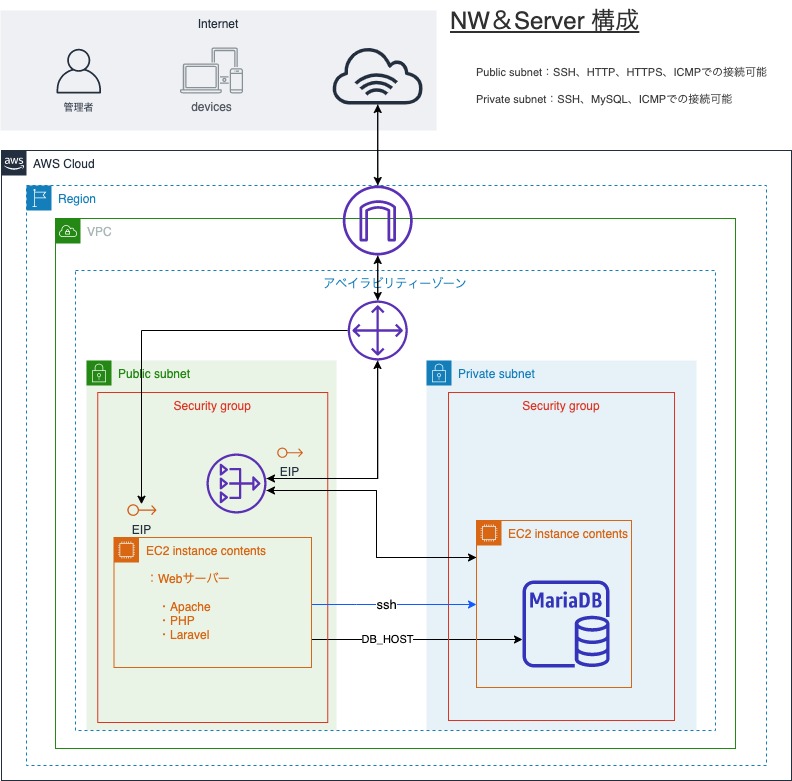 Internet
NW＆Server 構成
管理者
devices
Public subnet：SSH、HTTP、HTTPS、ICMPでの接続可能
Private subnet：SSH、MySQL、ICMPでの接続可能
aws
AWS Cloud
Region
VPC
アベイラビリティーゾーン
Public subnet
Private subnet
Security group
Security group
EIP
EIP
EC2 instance contents
：Webサーバー
・Apache
・PHP
・Laravel
EC2 instance contents
MariaDB
ssh
DB_HOST